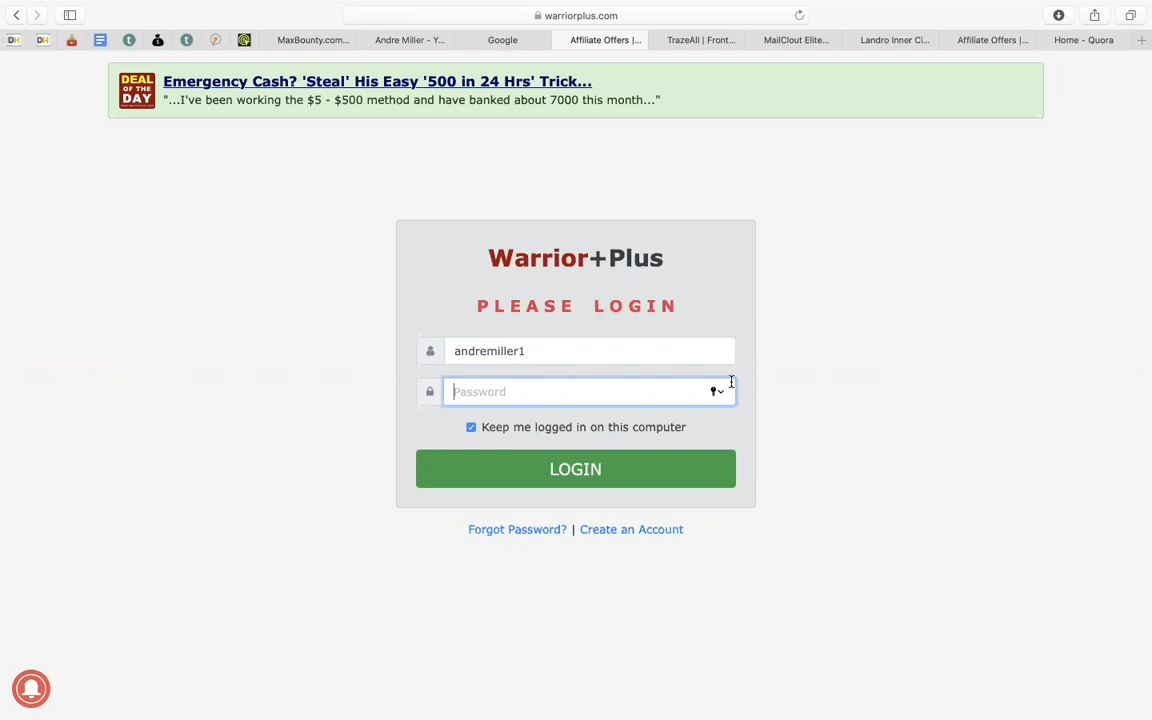 warriorplus.com
MaxBounty.com...
Andre Miller - Y...
Google
Affiliate Offers |...
TrazeAll | Front...
MailClout Elite...
Landro Inner Ci...
Affiliate Offers |...
Home - Quora
DEAL OF THE DAY
Emergency Cash? 'Steal' His Easy '500 in 24 Hrs' Trick...
"...I've been working the $5 - $500 method and have banked about 7000 this month..."
Warrior+Plus
PLEASE LOGIN
andremiller1
Password
Keep me logged in on this computer
LOGIN
Forgot Password? | Create an Account